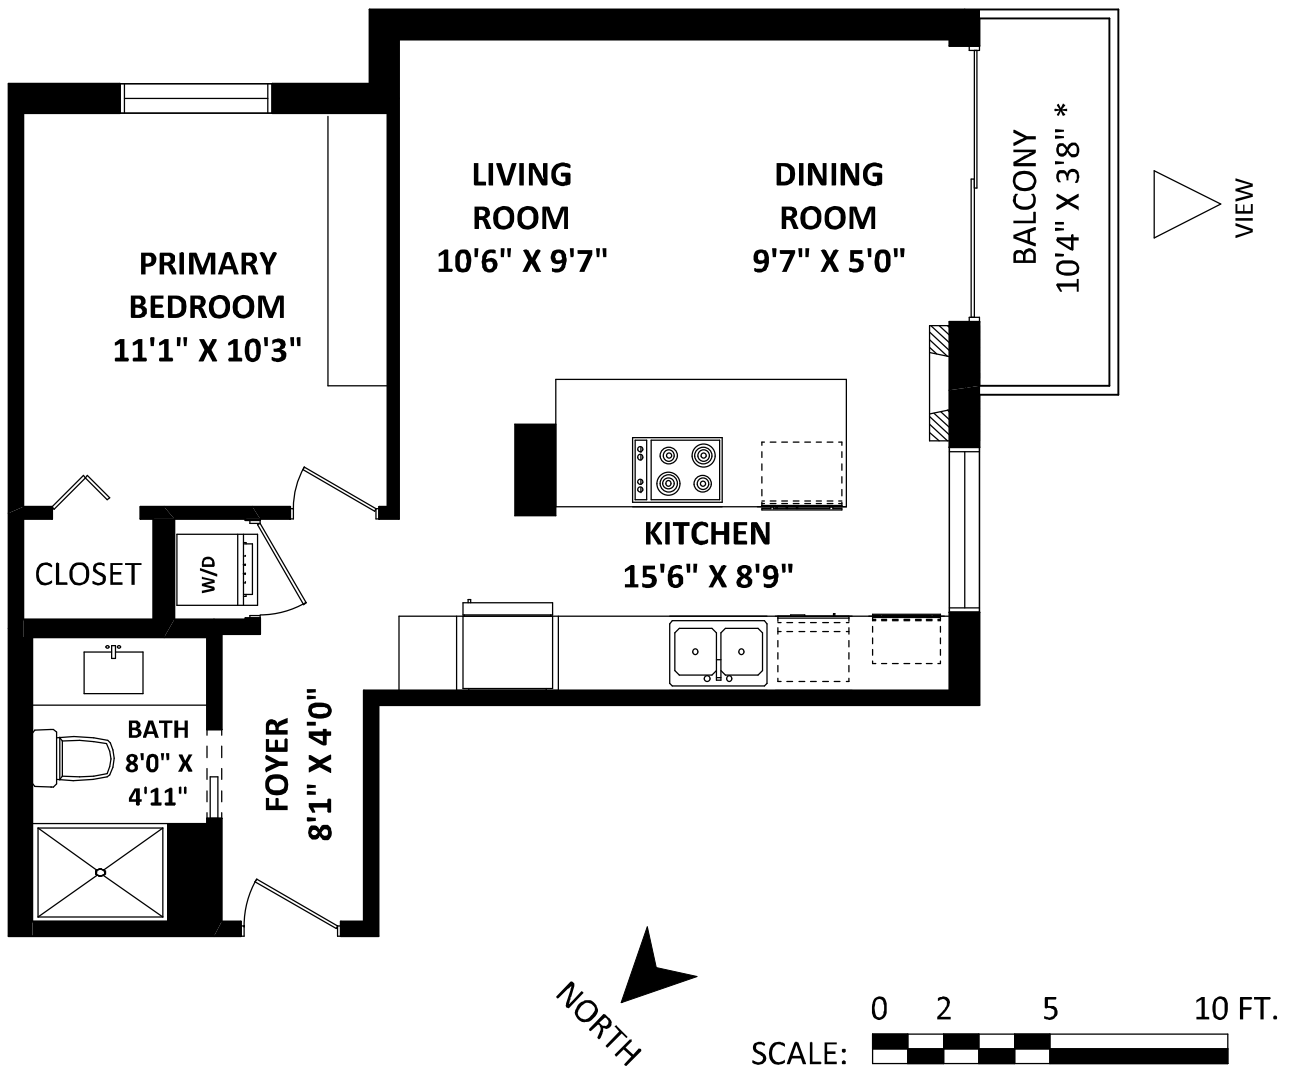 PRIMARY
BEDROOM
11'1" X 10'3"
LIVING
ROOM
10'6" X 9'7"
DINING
ROOM
9'7" X 5'0"
BALCONY
10'4" X 3'8" *
VIEW
KITCHEN
15'6" X 8'9"
CLOSET
W/D
BATH
8'0" X
4'11"
FOYER
8'1" X 4'0"
NORTH
0 2 5 10 FT.
SCALE: